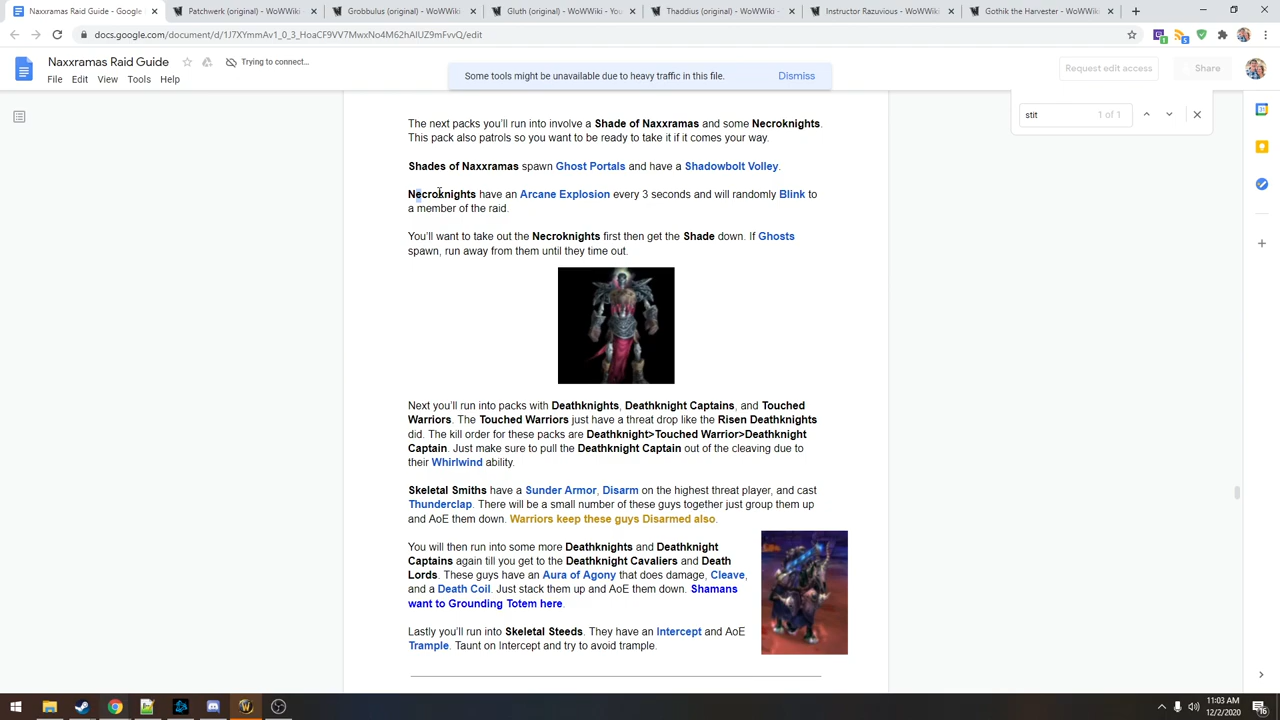 Naxxramas Raid Guide - Google D
Patchwerk (original) - WoWWiki
Grobbulus (original) - WoWWiki -
Gluth (original) - WoWWiki - You
Thaddius (original) - WoWWiki -
Instructor Razuvious (original) -
Gothik the Harvester - WoWWiki
docs.google.com/document/d/1J7XYmmAv1_0_3_HoaCF9VV7MwxNo4M62hAlUZ9mFvvQ/edit
Naxxramas Raid Guide
Trying to connect...
File Edit View Tools Help
Some tools might be unavailable due to heavy traffic in this file. Dismiss
Request edit access
Share
stit 1 of 1
The next packs you'll run into involve a Shade of Naxxramas and some Necroknights.
This pack also patrols so you want to be ready to take it if it comes your way.
Shades of Naxxramas spawn Ghost Portals and have a Shadowbolt Volley.
Necroknights have an Arcane Explosion every 3 seconds and will randomly Blink to
a member of the raid.
You'll want to take out the Necroknights first then get the Shade down. If Ghosts
spawn, run away from them until they time out.
Next you'll run into packs with Deathknights, Deathknight Captains, and Touched
Warriors. The Touched Warriors just have a threat drop like the Risen Deathknights
did. The kill order for these packs are Deathknight>Touched Warrior>Deathknight
Captain. Just make sure to pull the Deathknight Captain out of the cleaving due to
their Whirlwind ability.
Skeletal Smiths have a Sunder Armor, Disarm on the highest threat player, and cast
Thunderclap. There will be a small number of these guys together just group them up
and AoE them down. Warriors keep these guys Disarmed also.
You will then run into some more Deathknights and Deathknight
Captains again till you get to the Deathknight Cavaliers and Death
Lords. These guys have an Aura of Agony that does damage, Cleave,
and a Death Coil. Just stack them up and AoE them down. Shamans
want to Grounding Totem here.
Lastly you'll run into Skeletal Steeds. They have an Intercept and AoE
Trample. Taunt on Intercept and try to avoid trample.
11:03 AM
12/2/2020